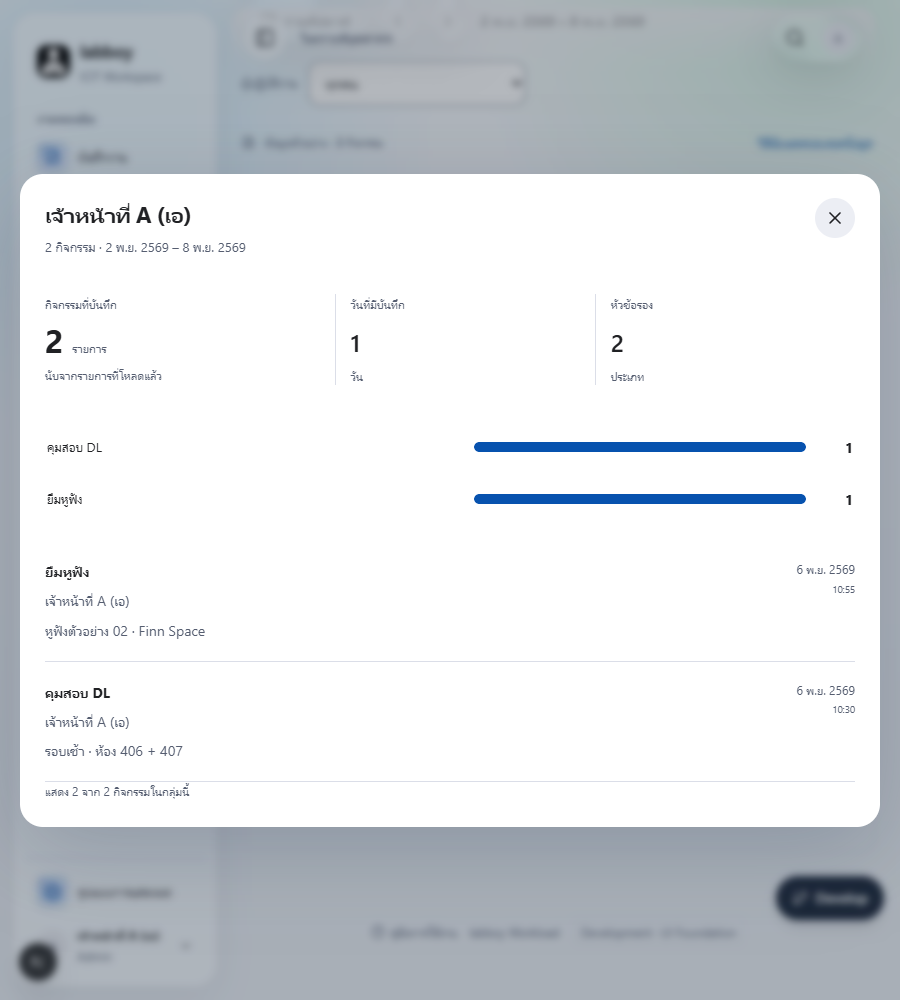 labboy
เจ้าหน้าที่ A (เอ)
2 กิจกรรม · 2 พ.ย. 2569 – 8 พ.ย. 2569
กิจกรรมที่บันทึก
2 รายการ
นับจากรายการที่โหลดแล้ว
วันที่มีบันทึก
1
วัน
หัวข้อรอง
2
ประเภท
คุมสอบ DL 1
ยืมหูฟัง 1
ยืมหูฟัง
6 พ.ย. 2569
เจ้าหน้าที่ A (เอ)
10:55
หูฟังตัวอย่าง 02 · Finn Space
คุมสอบ DL
6 พ.ย. 2569
เจ้าหน้าที่ A (เอ)
10:30
รอบเช้า · ห้อง 406 + 407
แสดง 2 จาก 2 กิจกรรมในกลุ่มนี้
Develop